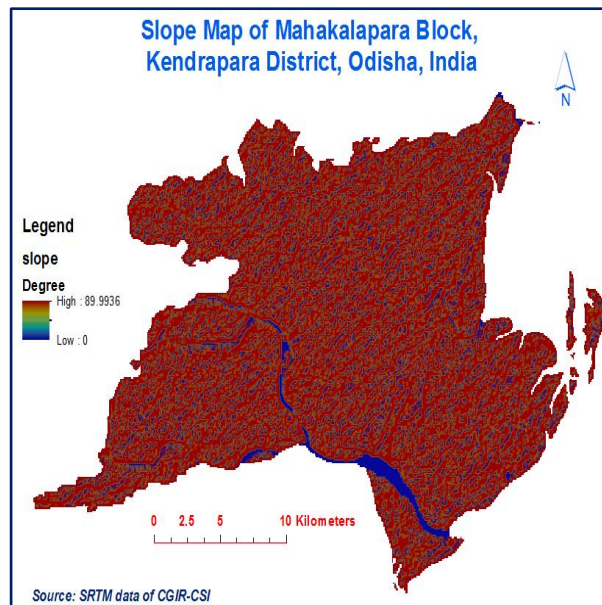 Slope Map of Mahakalapara Block,
Kendrapara District, Odisha, India
N
Legend
slope
Degree
High : 89.9936
Low : 0
0 2.5 5 10 Kilometers
Source: SRTM data of CGIR-CSI